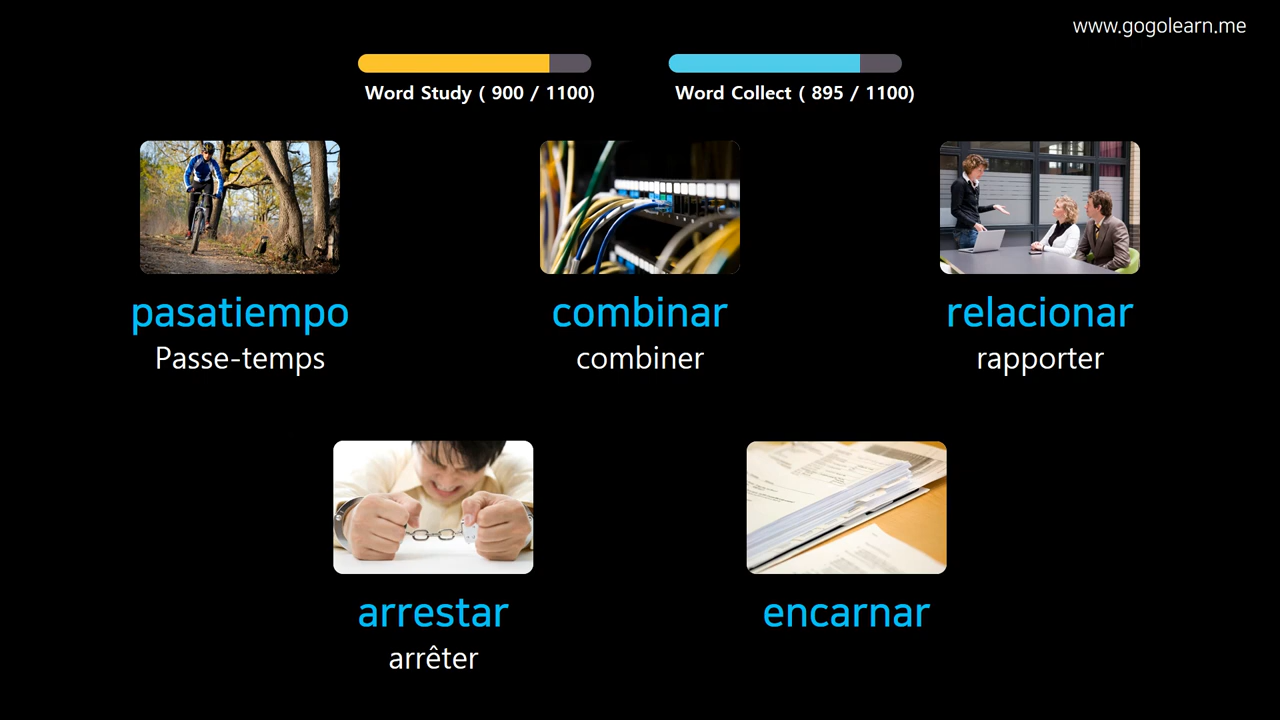 www.gogolearn.me
Word Study ( 900 / 1100)
Word Collect ( 895 / 1100)
pasatiempo
Passe-temps
combinar
combiner
relacionar
rapporter
arrestar
arrêter
encarnar